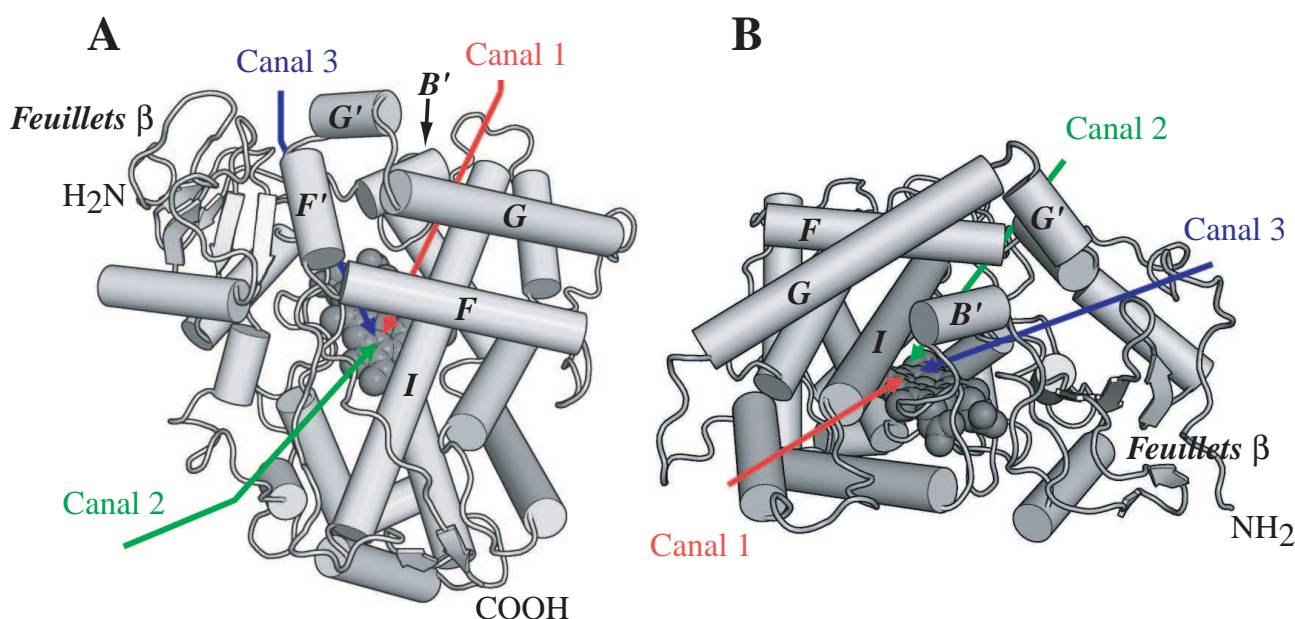 A
Canal 3
Canal 1
B'
Feuillets β
G'
H2N
F'
G
F
I
Canal 2
COOH
B
Canal 2
F
G'
Canal 3
G
B'
I
Feuillets β
Canal 1
NH2